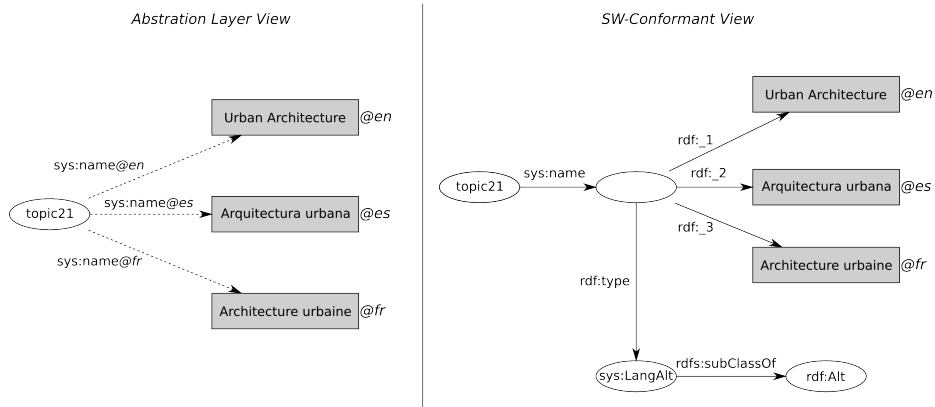 Abstration Layer View
Urban Architecture @en
sys:name@en
sys:name@es
topic21
Arquitectura urbana @es
sys:name@fr
Architecture urbaine @fr
SW-Conformant View
Urban Architecture @en
rdf:_1
sys:name
rdf:_2
topic21
Arquitectura urbana @es
rdf:_3
Architecture urbaine @fr
rdf:type
rdfs:subClassOf
sys:LangAlt
rdf:Alt